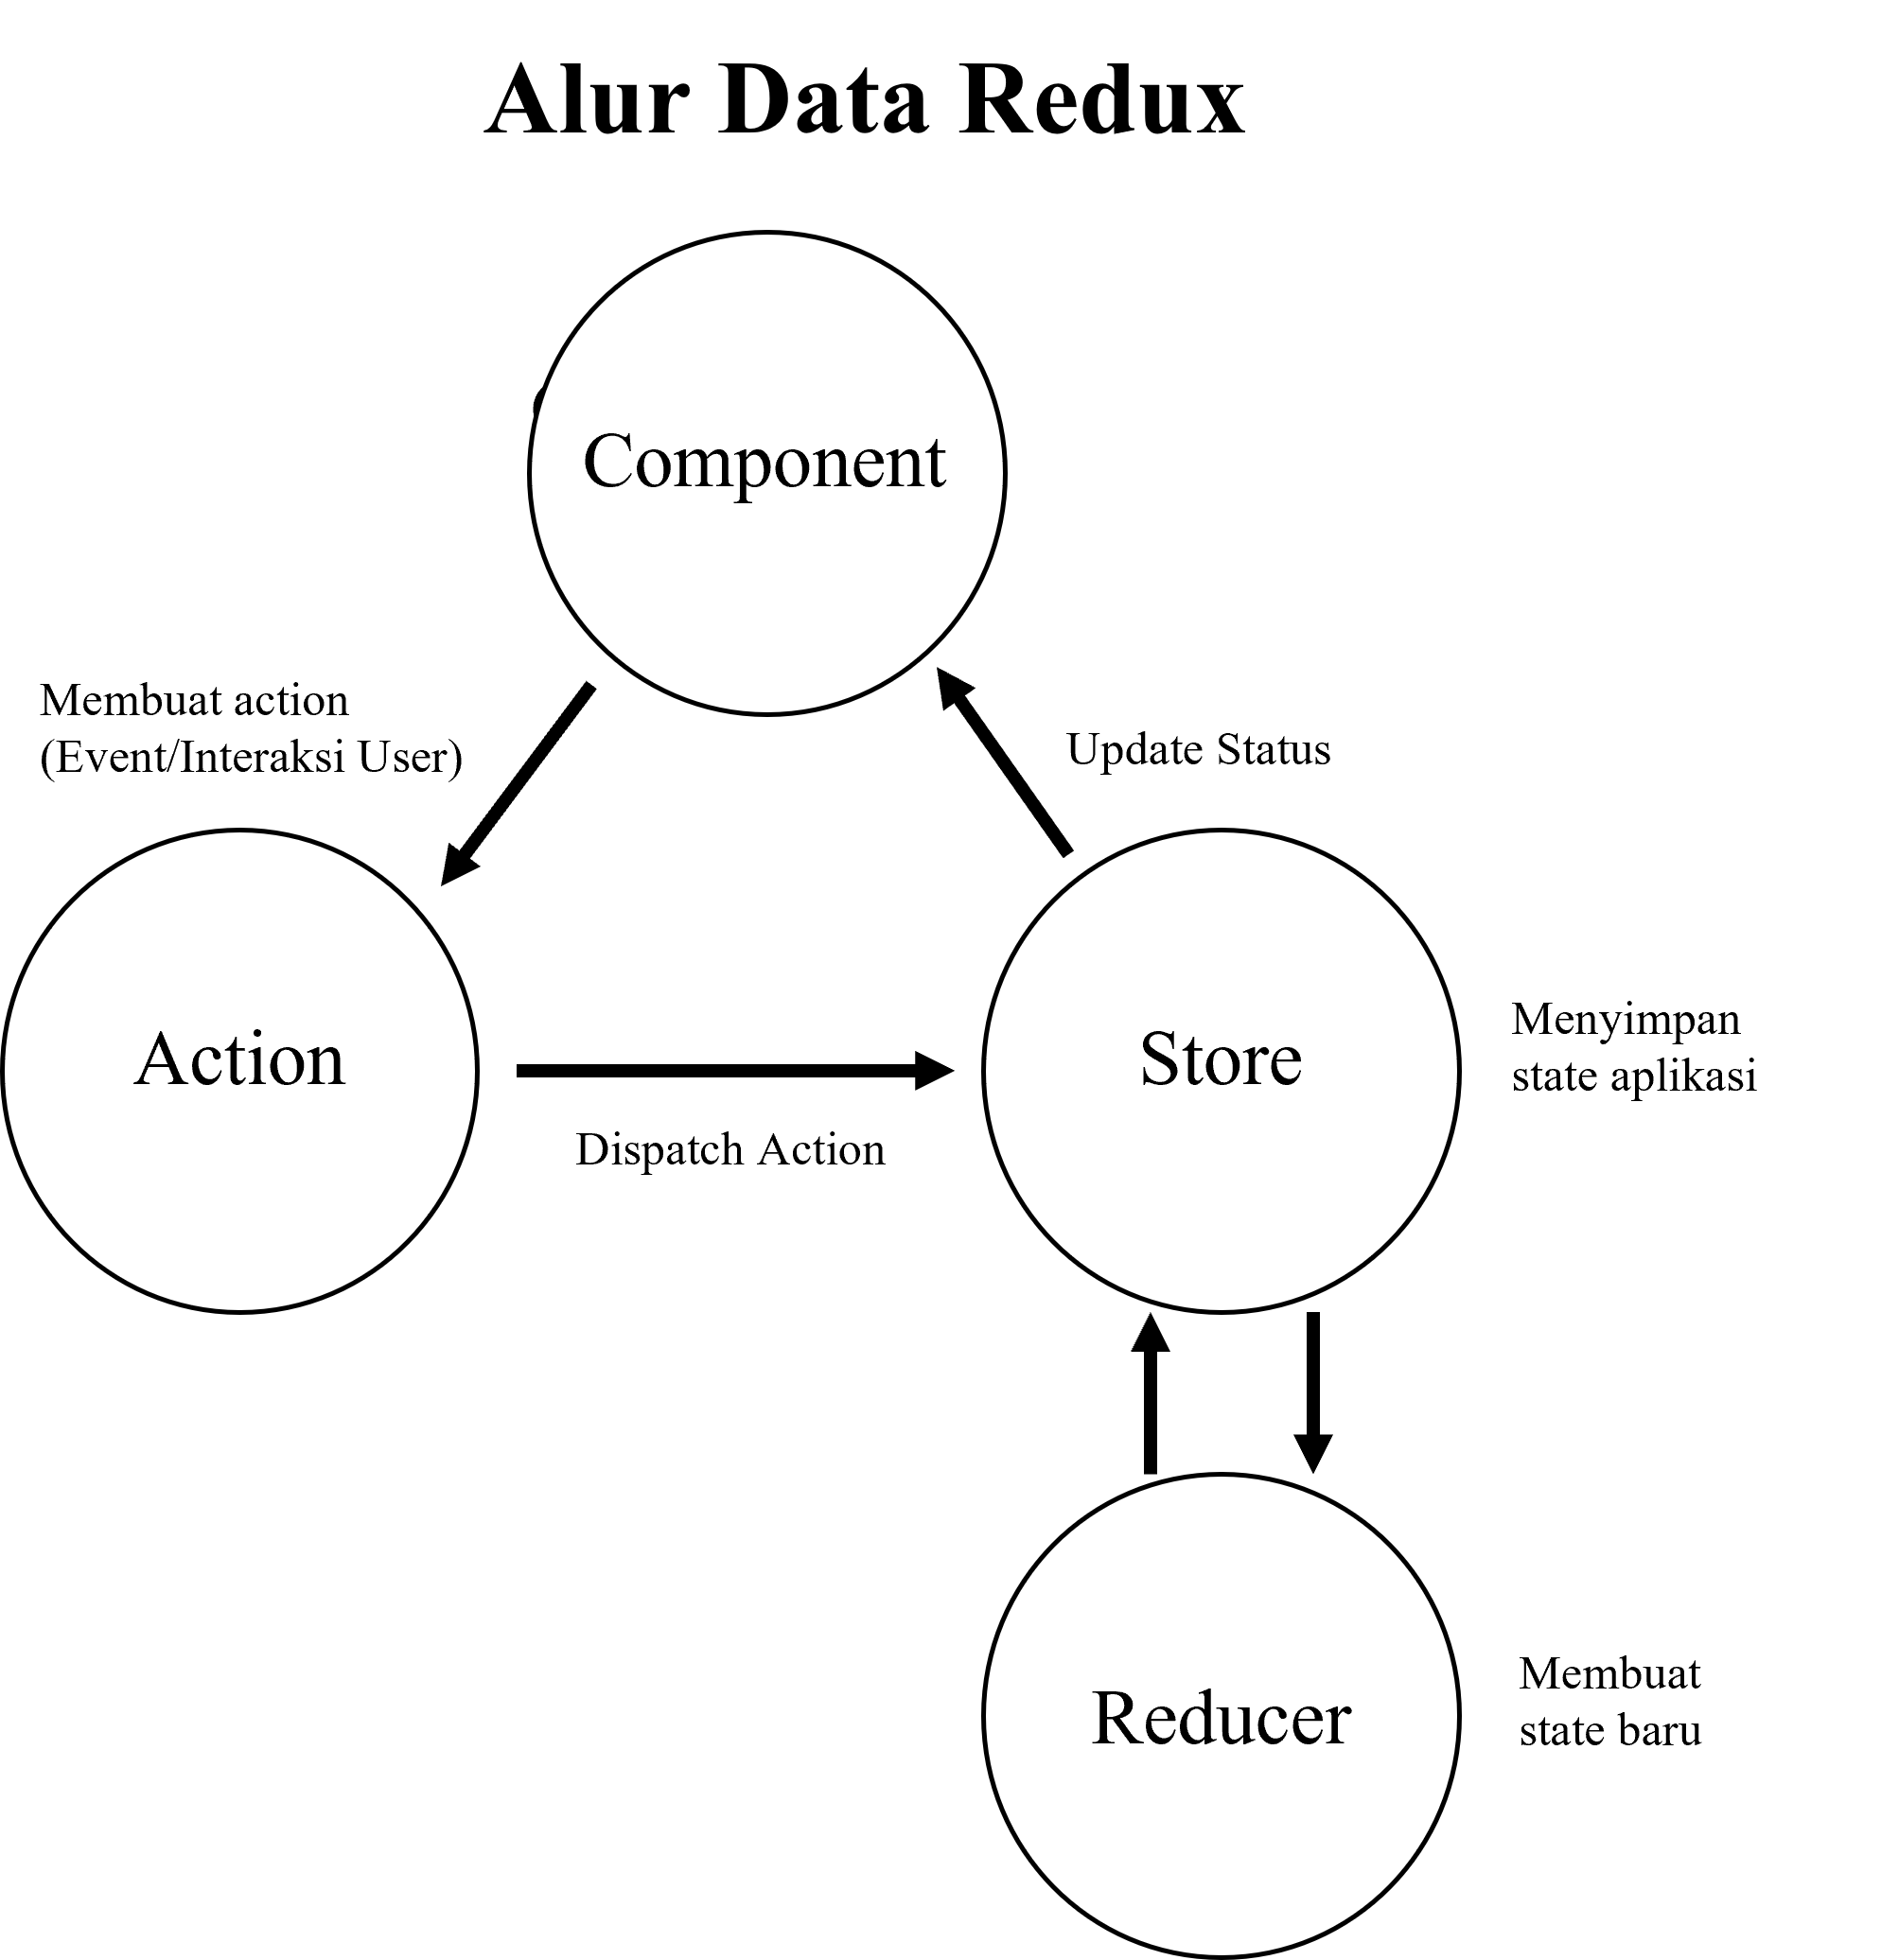 Alur Data Redux
Component
Membuat action
(Event/Interaksi User)
Update Status
Action
Store
Menyimpan
state aplikasi
Dispatch Action
Reducer
Membuat
state baru